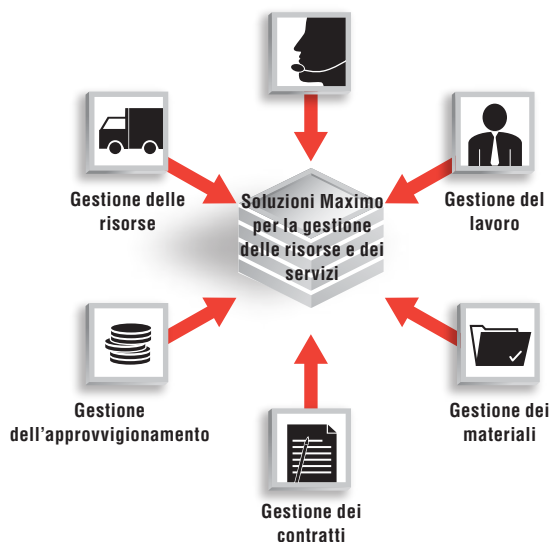 Gestione delle
risorse
Soluzioni Maximo
per la gestione
delle risorse e dei
servizi
Gestione del
lavoro
Gestione
dell'approvvigionamento
Gestione dei
materiali
Gestione dei
contratti